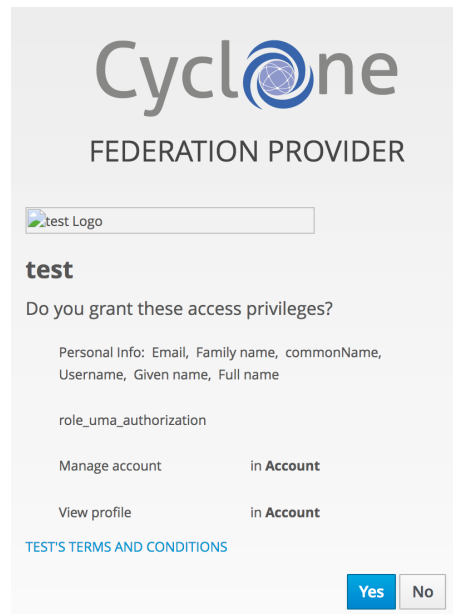 Cyclone
FEDERATION PROVIDER
test Logo
test
Do you grant these access privileges?
Personal Info: Email, Family name, commonName,
Username, Given name, Full name
role_uma_authorization
Manage account in Account
View profile in Account
TEST'S TERMS AND CONDITIONS
Yes No